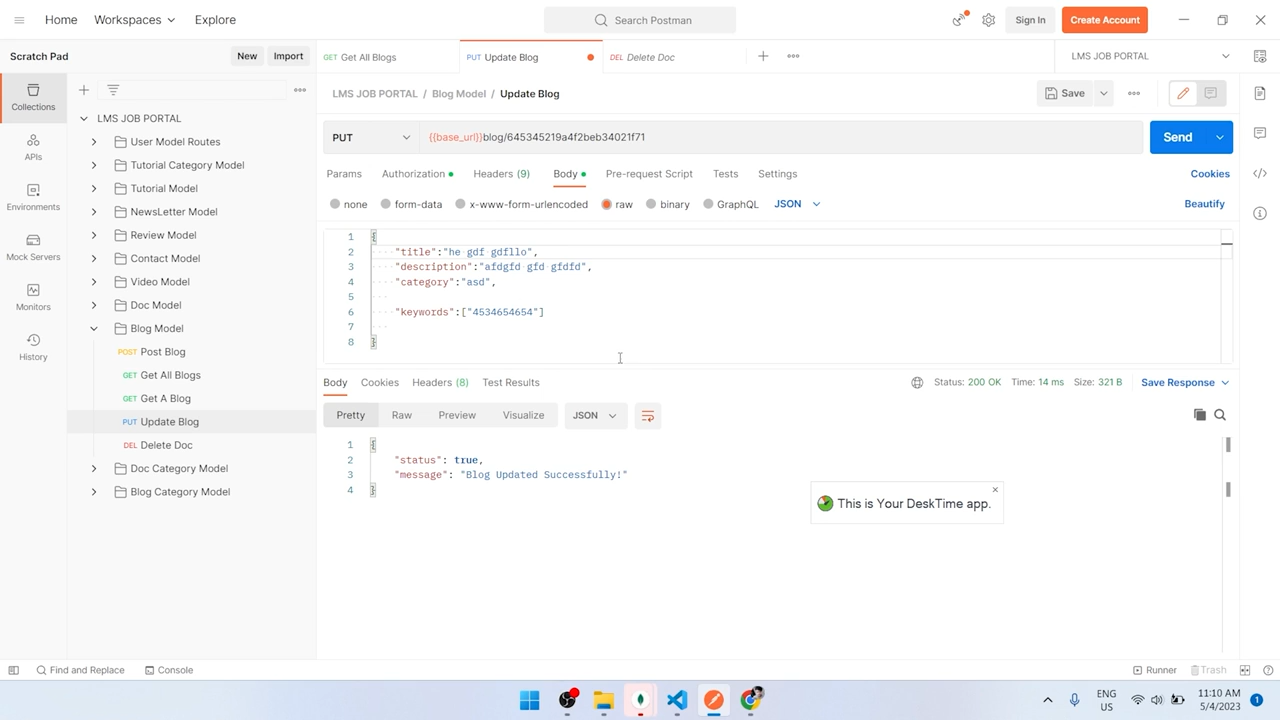 Home Workspaces Explore Search Postman Sign In Create Account
Scratch Pad New Import GET Get All Blogs PUT Update Blog DEL Delete Doc LMS JOB PORTAL
Collections
APIs
Environments
Mock Servers
Monitors
History
LMS JOB PORTAL
User Model Routes
Tutorial Category Model
Tutorial Model
NewsLetter Model
Review Model
Contact Model
Video Model
Doc Model
Blog Model
POST Post Blog
GET Get All Blogs
GET Get A Blog
PUT Update Blog
DEL Delete Doc
Doc Category Model
Blog Category Model
LMS JOB PORTAL / Blog Model / Update Blog Save
PUT {{base_url}}blog/645345219a4f2beb34021f71 Send
Params Authorization Headers (9) Body Pre-request Script Tests Settings Cookies
none form-data x-www-form-urlencoded raw binary GraphQL JSON Beautify
1 {
2 "title":"he gdf gdfllo",
3 "description":"afdgfd gfd gfdfd",
4 "category":"asd",
5
6 "keywords":["4534654654"]
7
8 }
Body Cookies Headers (8) Test Results Status: 200 OK Time: 14 ms Size: 321 B Save Response
Pretty Raw Preview Visualize JSON
1 {
2 "status": true,
3 "message": "Blog Updated Successfully!"
4 }
This is Your DeskTime app.
Find and Replace Console Runner Trash
ENG
US
11:10 AM
5/4/2023
1